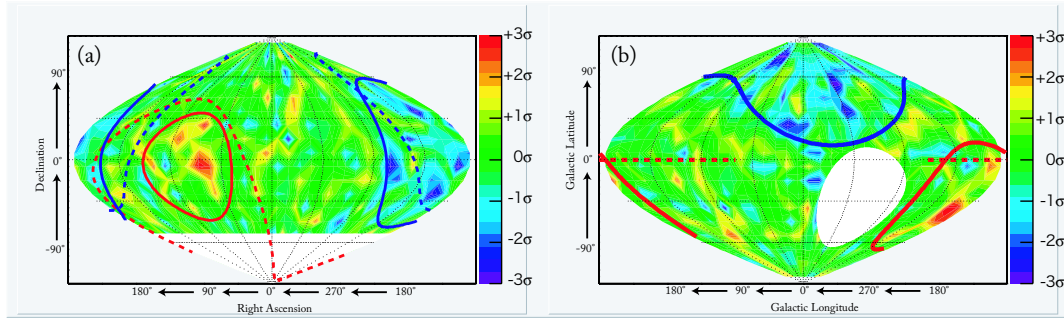 (a)
90°
0°
-90°
Declination
180° 90° 0° 270° 180°
Right Ascension
+3σ
+2σ
+1σ
0σ
-1σ
-2σ
-3σ
(b)
90°
0°
-90°
Galactic Latitude
180° 90° 0° 270° 180°
Galactic Longitude
+3σ
+2σ
+1σ
0σ
-1σ
-2σ
-3σ